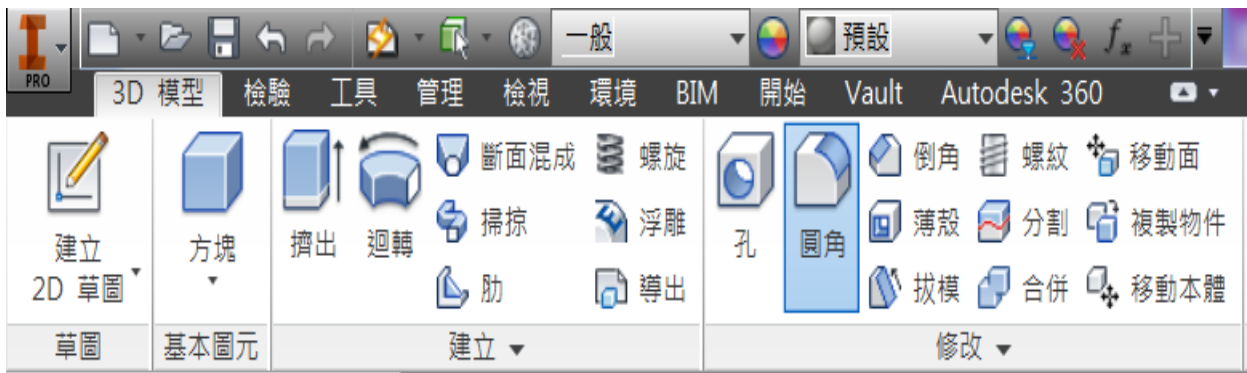 一般 預設 fx
PRO
3D 模型 檢驗 工具 管理 檢視 環境 BIM 開始 Vault Autodesk 360
建立
2D 草圖
方塊
擠出
迴轉
斷面混成
掃掠
肋
螺旋
浮雕
導出
孔
圓角
倒角
薄殼
拔模
螺紋
分割
合併
移動面
複製物件
移動本體
草圖 基本圖元 建立 修改